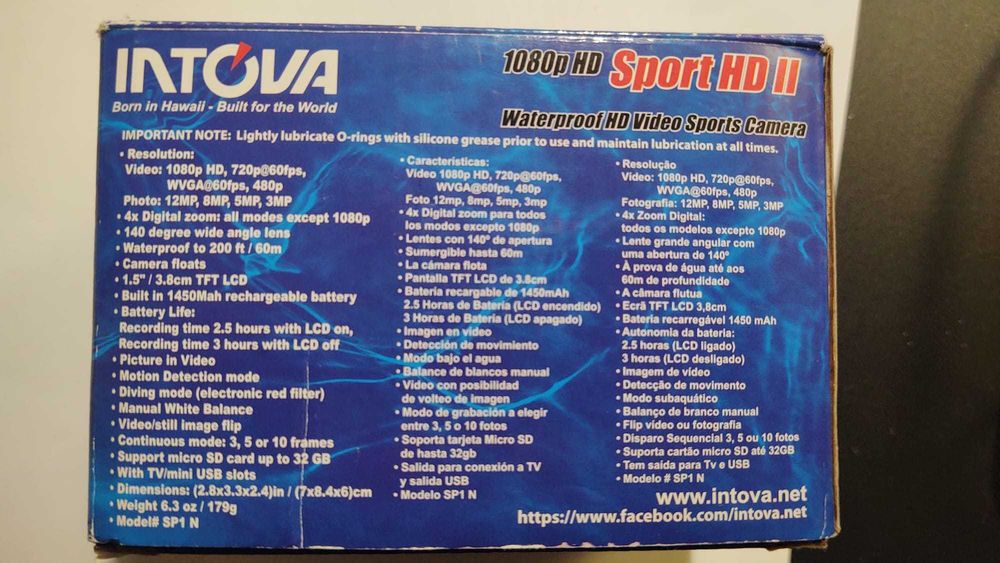 INTOVA
Born in Hawaii - Built for the World
1080p HD Sport HD II
Waterproof HD Video Sports Camera
IMPORTANT NOTE: Lightly lubricate O-rings with silicone grease prior to use and maintain lubrication at all times.
• Resolution:
Video: 1080p HD, 720p@60fps,
WVGA@60fps, 480p
Photo: 12MP, 8MP, 5MP, 3MP
• 4x Digital zoom: all modes except 1080p
• 140 degree wide angle lens
• Waterproof to 200 ft / 60m
• Camera floats
• 1.5" / 3.8cm TFT LCD
• Built in 1450Mah rechargeable battery
• Battery Life:
Recording time 2.5 hours with LCD on,
Recording time 3 hours with LCD off
• Picture in Video
• Motion Detection mode
• Diving mode (electronic red filter)
• Manual White Balance
• Video/still image flip
• Continuous mode: 3, 5 or 10 frames
• Support micro SD card up to 32 GB
• With TV/mini USB slots
• Dimensions: (2.8x3.3x2.4)in / (7x8.4x6)cm
• Weight 6.3 oz / 179g
• Model# SP1 N
• Características:
Vídeo 1080p HD, 720p@60fps,
WVGA@60fps, 480p
Foto 12mp, 8mp, 5mp, 3mp
• 4x Digital zoom para todos
los modos excepto 1080p
• Lentes con 140º de apertura
• Sumergible hasta 60m
• La cámara flota
• Pantalla TFT LCD de 3.8cm
• Batería recargable de 1450mAh
2.5 Horas de Batería (LCD encendido)
3 Horas de Batería (LCD apagado)
• Imagen en video
• Detección de movimiento
• Modo bajo el agua
• Balance de blancos manual
• Vídeo con posibilidad
de volteo de imagen
• Modo de grabación a elegir
entre 3, 5 o 10 fotos
• Soporta tarjeta Micro SD
de hasta 32gb
• Salida para conexión a TV
y salida USB
• Modelo SP1 N
• Resolução
Vídeo: 1080p HD, 720p@60fps,
WVGA@60fps, 480p
Fotografia: 12MP, 8MP, 5MP, 3MP
• 4x Zoom Digital:
todos os modelos excepto 1080p
• Lente grande angular com
uma abertura de 140º
• À prova de água até aos
60m de profundidade
• A câmara flutua
• Ecrã TFT LCD 3,8cm
• Bateria recarregável 1450 mAh
• Autonomia da bateria:
2.5 horas (LCD ligado)
3 horas (LCD desligado)
• Imagem de vídeo
• Detecção de movimento
• Modo subaquático
• Balanço de branco manual
• Flip vídeo ou fotografia
• Disparo Sequencial 3, 5 ou 10 fotos
• Suporta cartão micro SD até 32GB
• Tem saída para Tv e USB
• Modelo # SP1 N
www.intova.net
https://www.facebook.com/intova.net